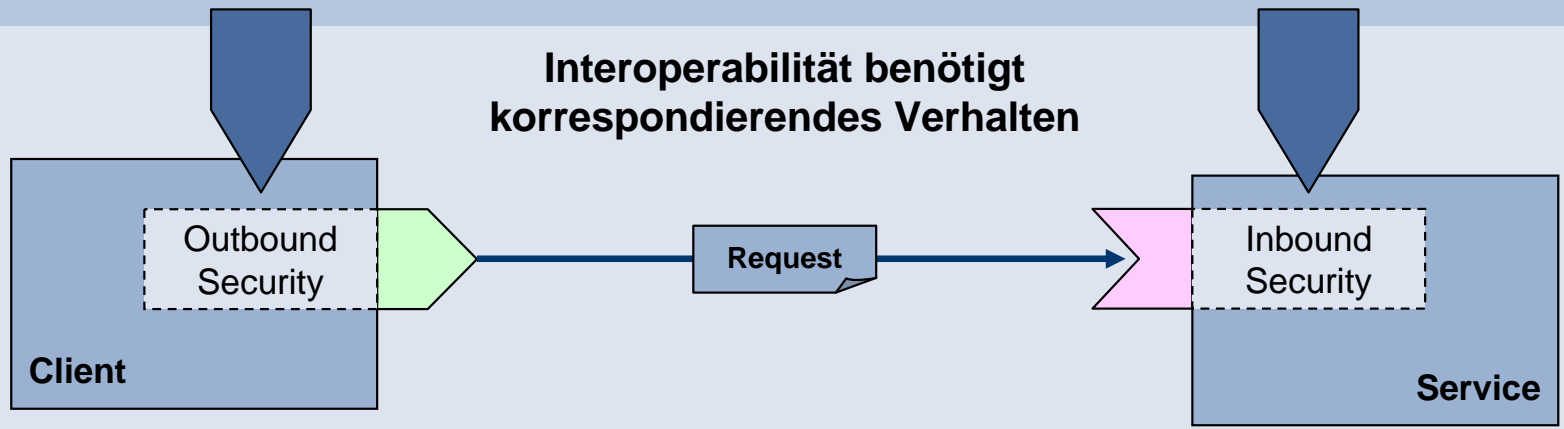 Interoperabilität benötigt
korrespondierendes Verhalten
Outbound
Security
Request
Inbound
Security
Client
Service